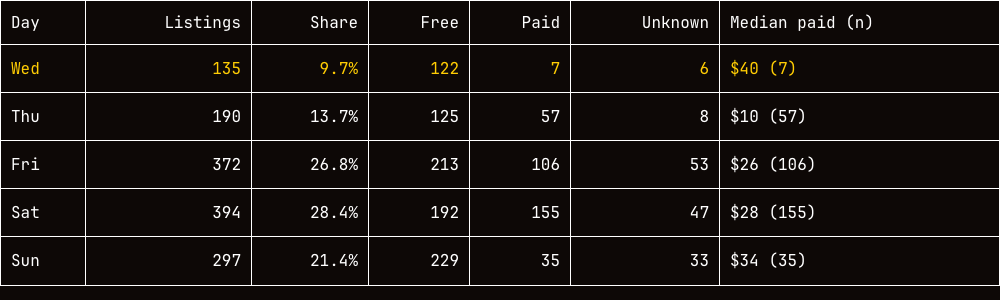 Day Listings Share Free Paid Unknown Median paid (n)
Wed 135 9.7% 122 7 6 $40 (7)
Thu 190 13.7% 125 57 8 $10 (57)
Fri 372 26.8% 213 106 53 $26 (106)
Sat 394 28.4% 192 155 47 $28 (155)
Sun 297 21.4% 229 35 33 $34 (35)